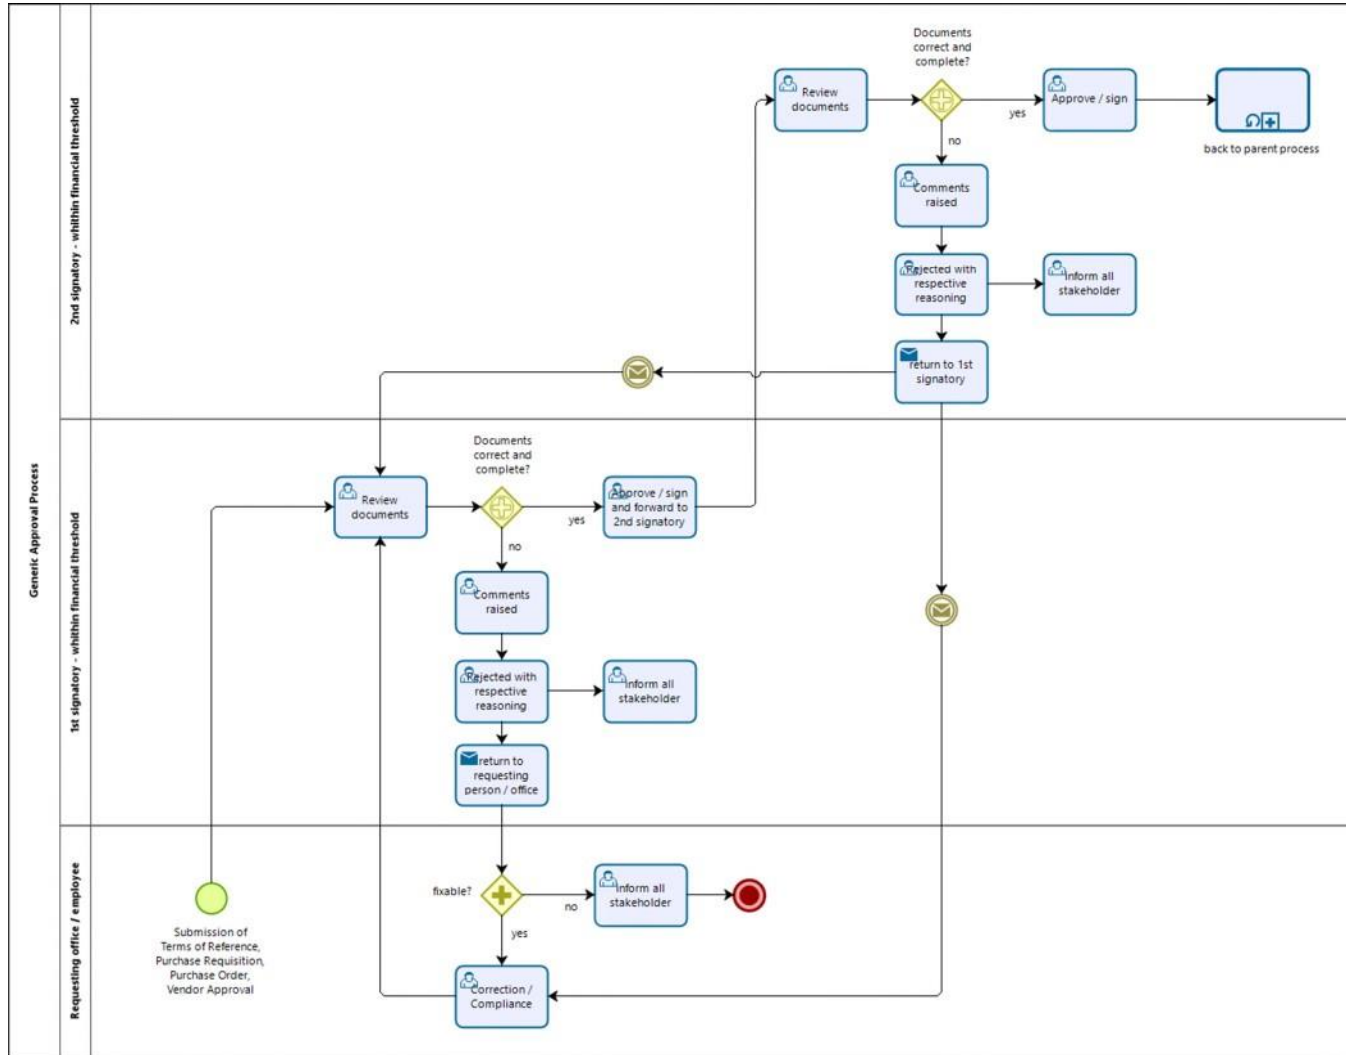 Generic Approval Process
2nd signatory - whithin financial threshold
Documents
correct and
complete?
Review
documents
yes
Approve / sign
back to parent process
no
Comments
raised
Rejected with
respective
reasoning
Inform all
stakeholder
return to 1st
signatory
1st signatory - whithin financial threshold
Documents
correct and
complete?
Review
documents
yes
Approve / sign
and forward to
2nd signatory
no
Comments
raised
Rejected with
respective
reasoning
Inform all
stakeholder
return to
requesting
person / office
Requesting office / employee
Submission of
Terms of Reference,
Purchase Requisition,
Purchase Order,
Vendor Approval
fixable?
no
Inform all
stakeholder
yes
Correction /
Compliance